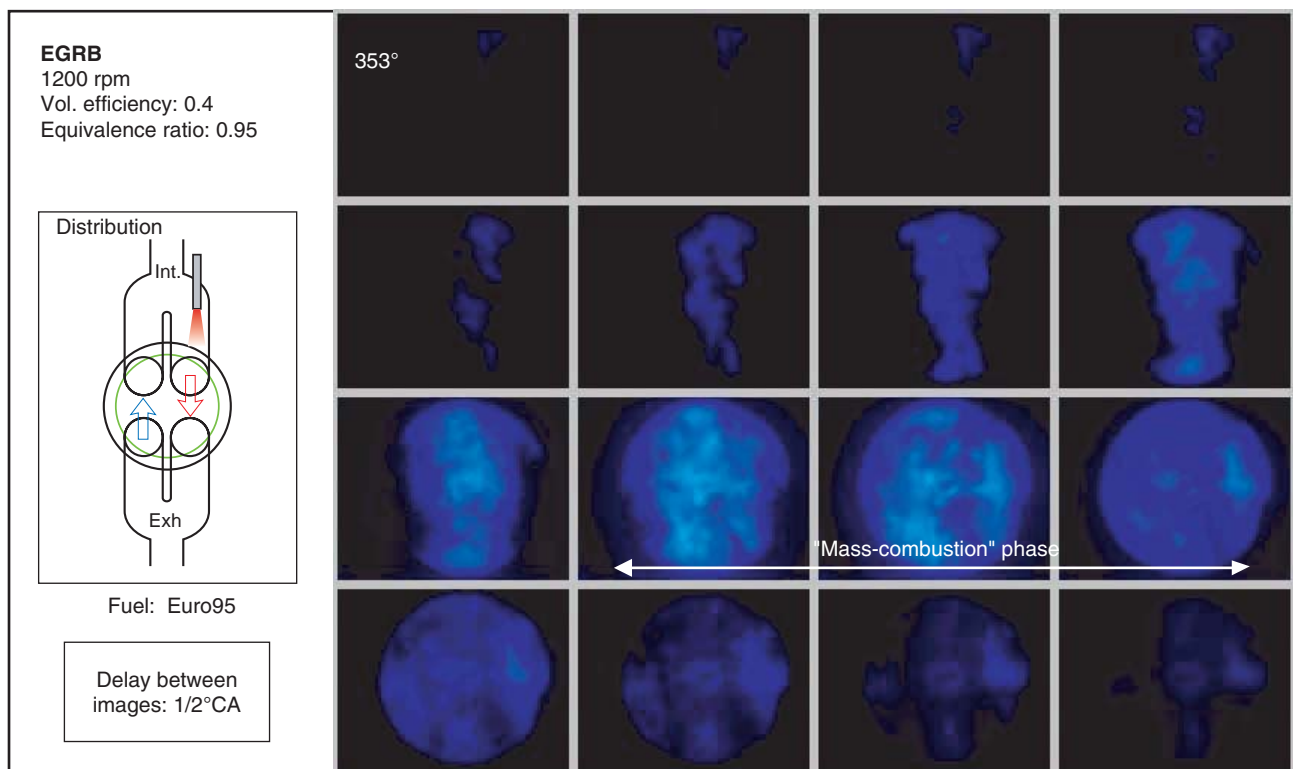 EGRB
1200 rpm
Vol. efficiency: 0.4
Equivalence ratio: 0.95
Distribution
Int.
Exh
Fuel: Euro95
Delay between
images: 1/2°CA
353°
"Mass-combustion" phase